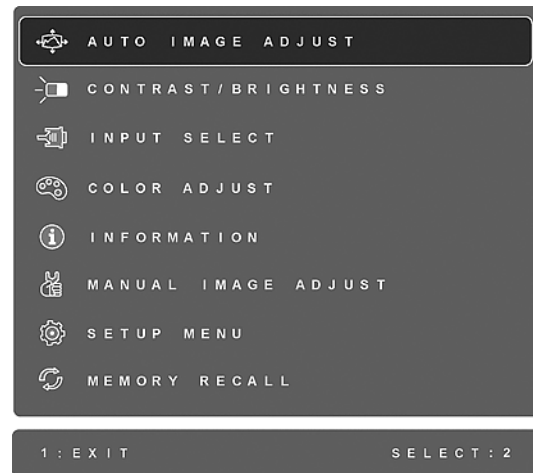 AUTO IMAGE ADJUST
CONTRAST/BRIGHTNESS
INPUT SELECT
COLOR ADJUST
INFORMATION
MANUAL IMAGE ADJUST
SETUP MENU
MEMORY RECALL
1:EXIT SELECT:2